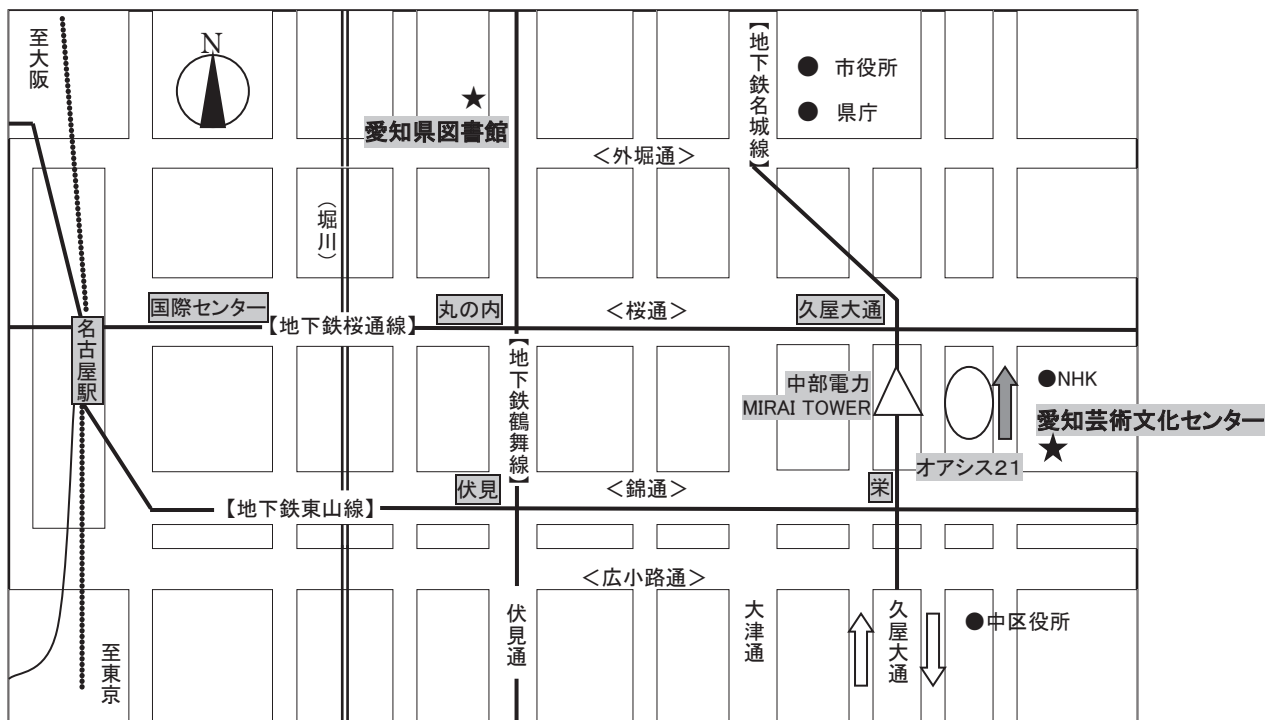 至大阪
N
★
愛知県図書館
【地下鉄名城線】
● 市役所
● 県庁
＜外堀通＞
（堀川）
国際センター
丸の内
＜桜通＞
久屋大通
【地下鉄桜通線】
名古屋駅
【地下鉄鶴舞線】
中部電力
MIRAI TOWER
●NHK
愛知芸術文化センター
★
オアシス21
伏見
＜錦通＞
栄
【地下鉄東山線】
＜広小路通＞
至東京
伏見通
大津通
久屋大通
●中区役所